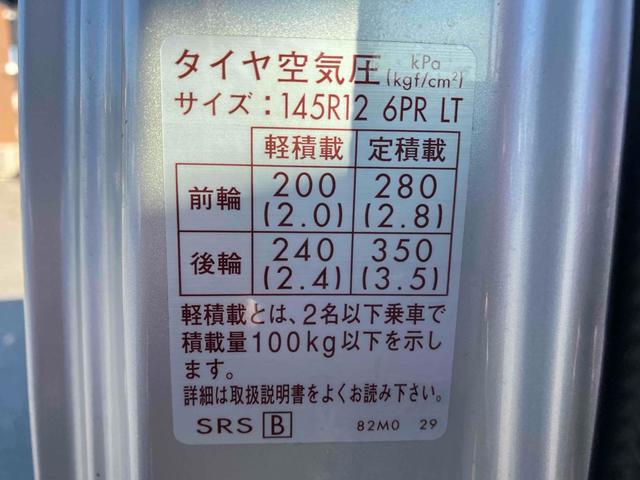 タイヤ空気圧 kPa
(kgf/cm²)
サイズ：145R12 6PR LT
軽積載 定積載
前輪 200 280
(2.0) (2.8)
後輪 240 350
(2.4) (3.5)
軽積載とは、2名以下乗車で
積載量100kg以下を示し
ます。
詳細は取扱説明書をよくお読み下さい。
SRS B 82M0 29